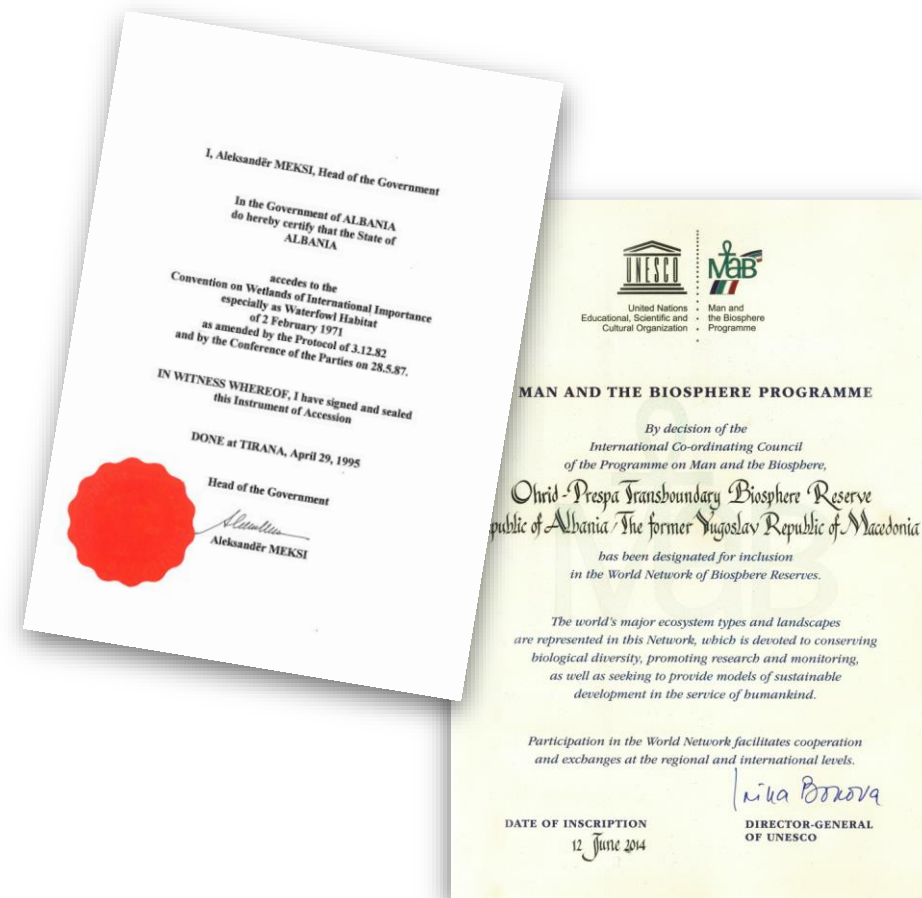 I, Aleksandër MEKSI, Head of the Government
In the Government of ALBANIA
do hereby certify that the State of
ALBANIA
accedes to the
Convention on Wetlands of International Importance
especially as Waterfowl Habitat
of 2 February 1971
as amended by the Protocol of 3.12.82
and by the Conference of the Parties on 28.5.87.
IN WITNESS WHEREOF, I have signed and sealed
this Instrument of Accession
DONE at TIRANA, April 29, 1995
Head of the Government
Aleksandër MEKSI
UNESCO
MaB
United Nations
Educational, Scientific and
Cultural Organization
Man and
the Biosphere
Programme
MAN AND THE BIOSPHERE PROGRAMME
By decision of the
International Co-ordinating Council
of the Programme on Man and the Biosphere,
Ohrid-Prespa Transboundary Biosphere Reserve
public of Albania/The former Yugoslav Republic of Macedonia
has been designated for inclusion
in the World Network of Biosphere Reserves.
The world's major ecosystem types and landscapes
are represented in this Network, which is devoted to conserving
biological diversity, promoting research and monitoring,
as well as seeking to provide models of sustainable
development in the service of humankind.
Participation in the World Network facilitates cooperation
and exchanges at the regional and international levels.
Irina Bokova
DATE OF INSCRIPTION
12 June 2014
DIRECTOR-GENERAL
OF UNESCO